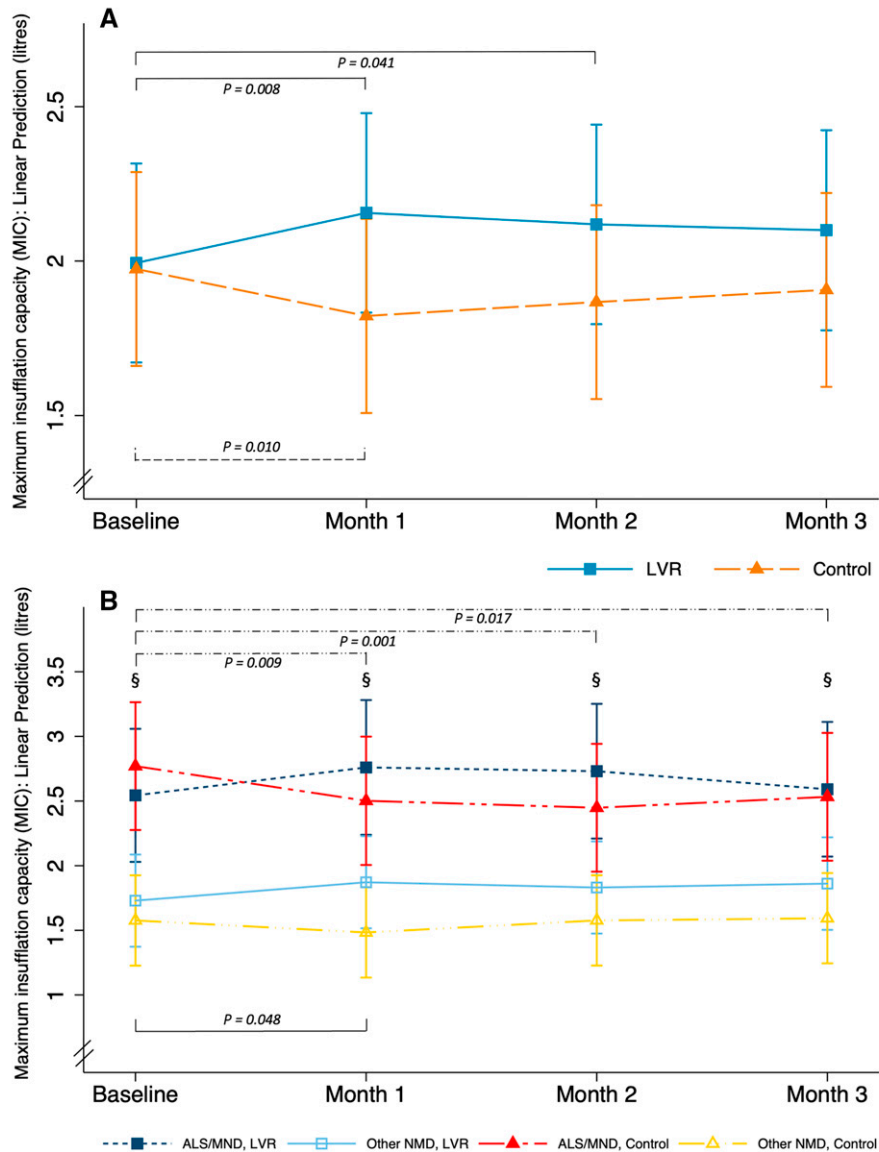 A
P = 0.041
P = 0.008
2.5
2
1.5
P = 0.010
Maximum insufflation capacity (MIC): Linear Prediction (litres)
Baseline Month 1 Month 2 Month 3
LVR Control
B
P = 0.017
P = 0.001
P = 0.009
3.5
§ § § §
3
2.5
2
1.5
1
P = 0.048
Maximum insufflation capacity (MIC): Linear Prediction (litres)
Baseline Month 1 Month 2 Month 3
ALS/MND, LVR Other NMD, LVR ALS/MND, Control Other NMD, Control